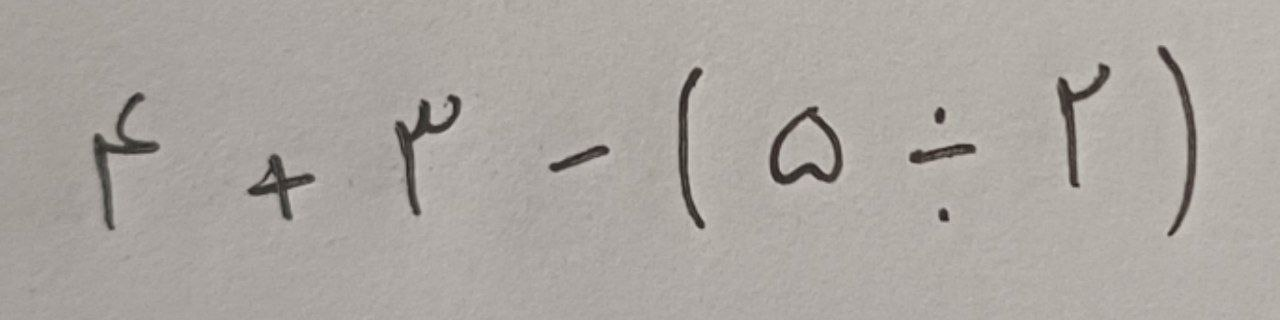 ۴ + ۳ - ( ۵ ÷ ۲ )